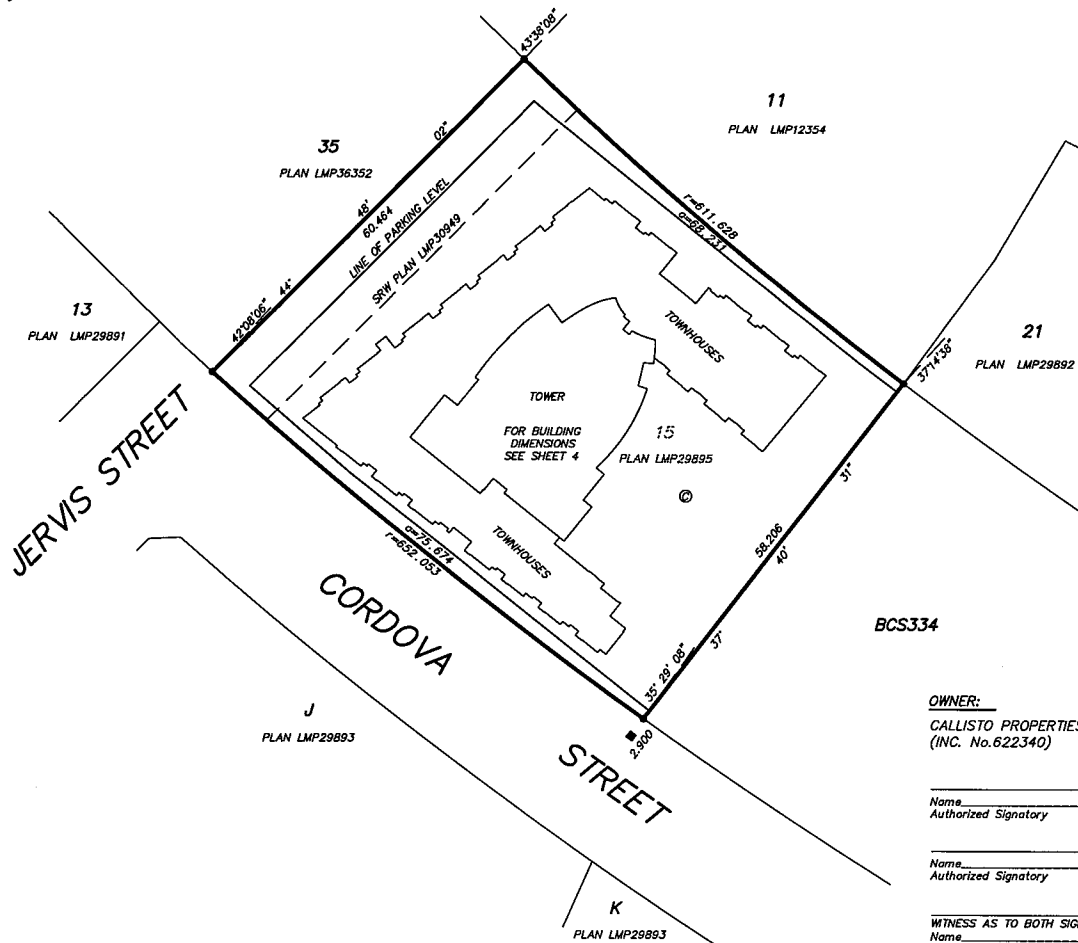 43°38'08"
11
PLAN LMP12354
35
PLAN LMP36352
02"
48'
60.464
44°
42°08'06"
LINE OF PARKING LEVEL
SRW PLAN LMP30949
r=611.628
a=68.231
13
PLAN LMP29891
21
PLAN LMP29892
37°14'38"
TOWNHOUSES
TOWER
FOR BUILDING
DIMENSIONS
SEE SHEET 4
15
PLAN LMP29895
©
31"
58.206
40'
37°
JERVIS STREET
a=75.674
r=652.053
TOWNHOUSES
CORDOVA
STREET
35° 29' 08"
2.900
BCS334
J
PLAN LMP29893
K
PLAN LMP29893
OWNER:
CALLISTO PROPERTIES
(INC. No.622340)
Name
Authorized Signatory
Name
Authorized Signatory
WITNESS AS TO BOTH SIG
Name